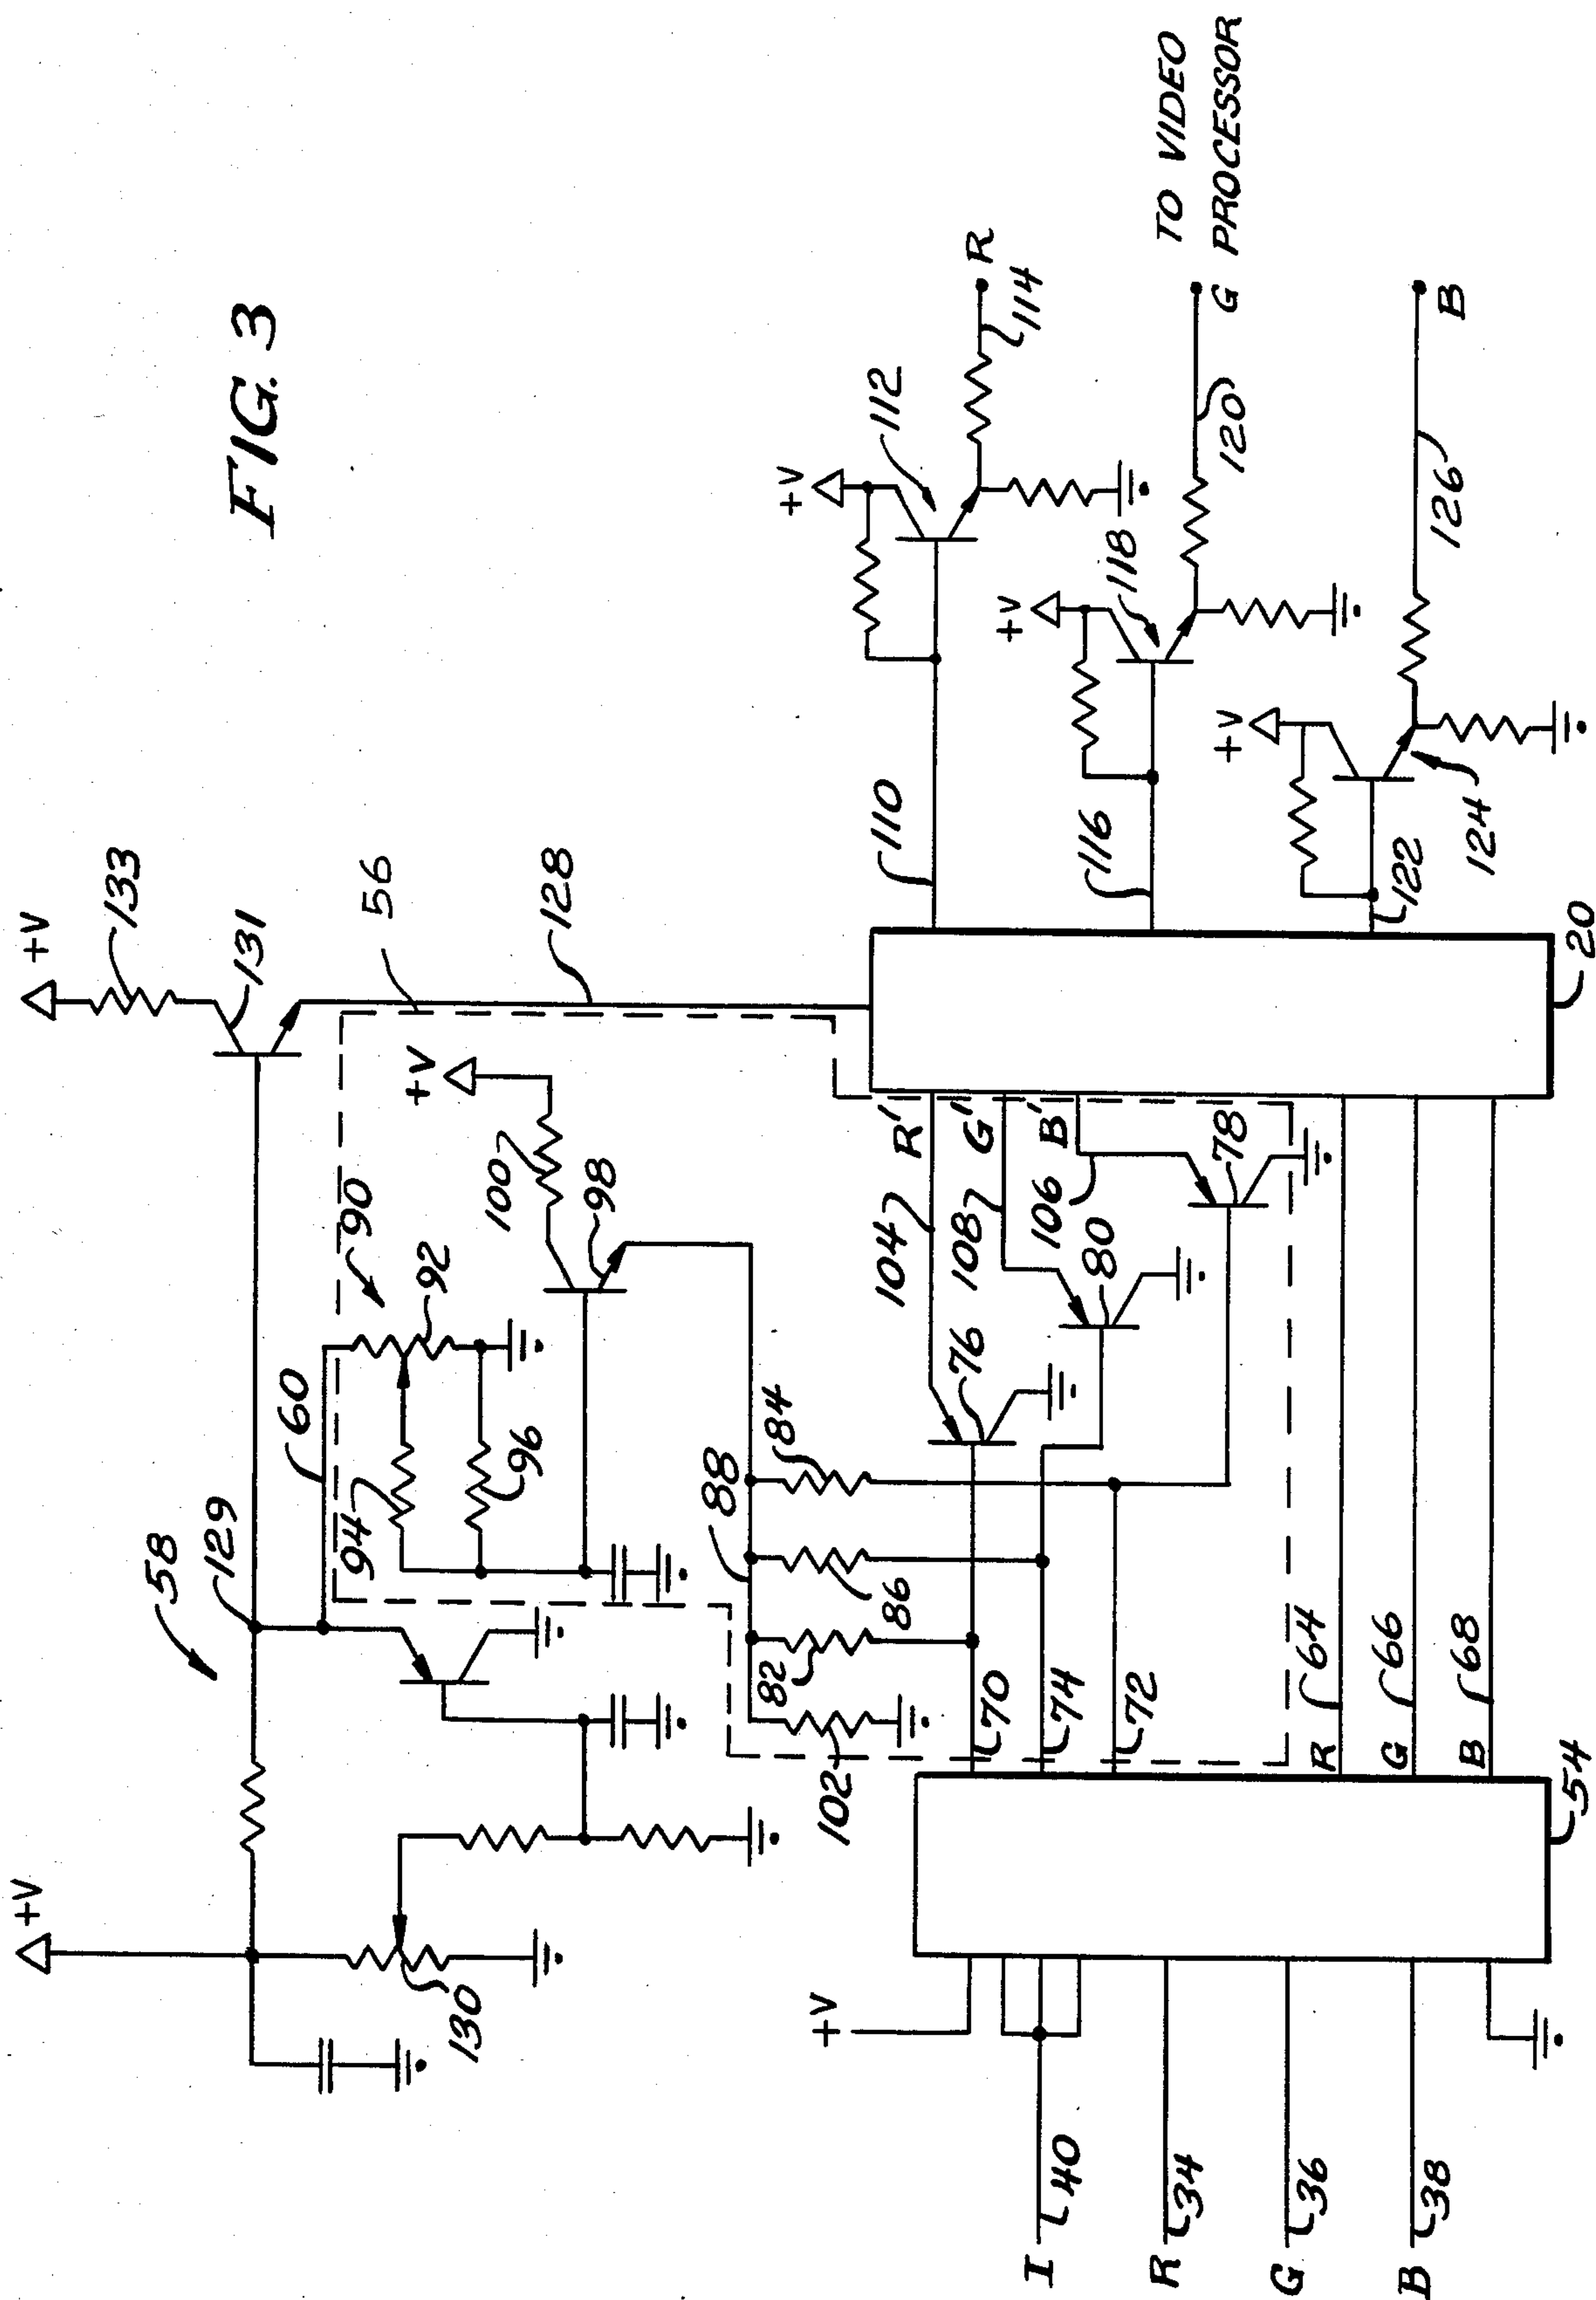 FIG. 3
+V
133
131
+V
58
129
60
90
56
92
+V
128
94
96
100
98
130
88
84
86
82
102
+V
112
R
114
+V
118
TO VIDEO
G PROCESSOR
120
+V
124
126
B
110
116
122
+V
I
40
R
34
G
36
B
38
70
74
72
76
80
78
104
108
106
R'
G'
B'
R
64
G
66
B
68
54
20